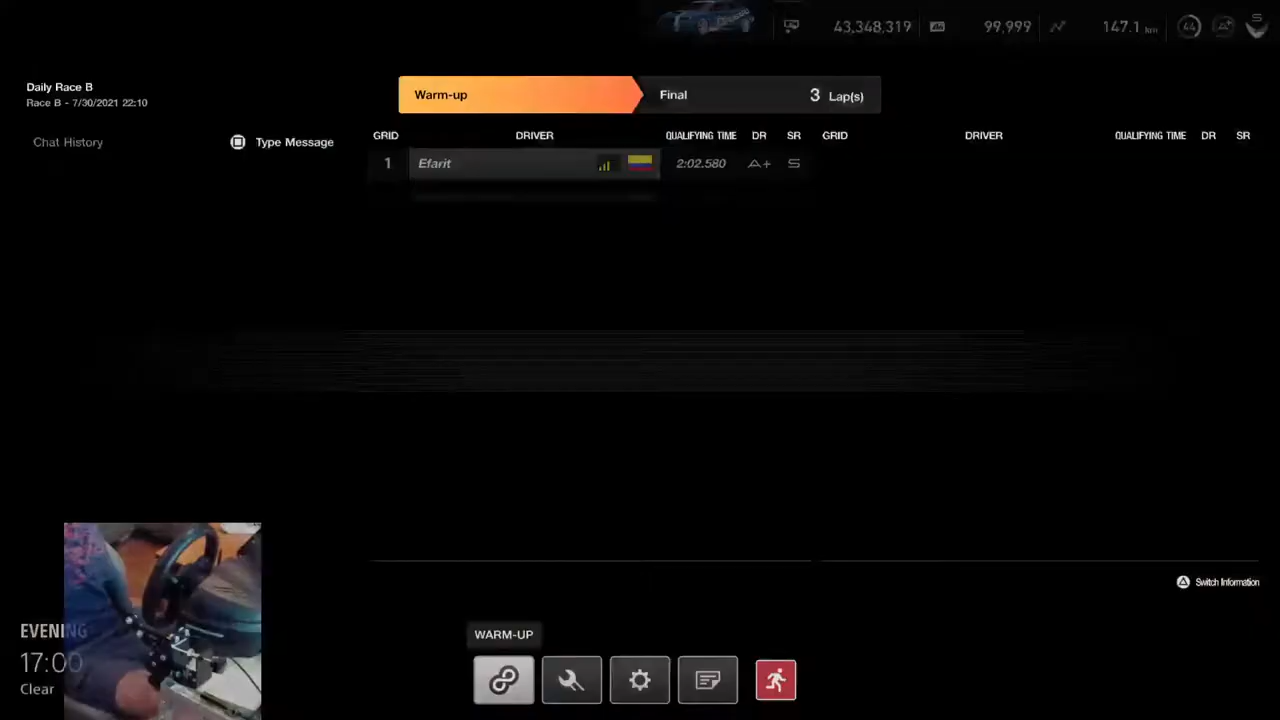 43,348,319 99,999 147.1 km 44 A+ S
Daily Race B
Race B - 7/30/2021 22:10
Warm-up Final 3 Lap(s)
Chat History Type Message
GRID DRIVER QUALIFYING TIME DR SR GRID DRIVER QUALIFYING TIME DR SR
1 Efarit 2:02.580 A+ S
Switch Information
EVENING
17:00
Clear
WARM-UP